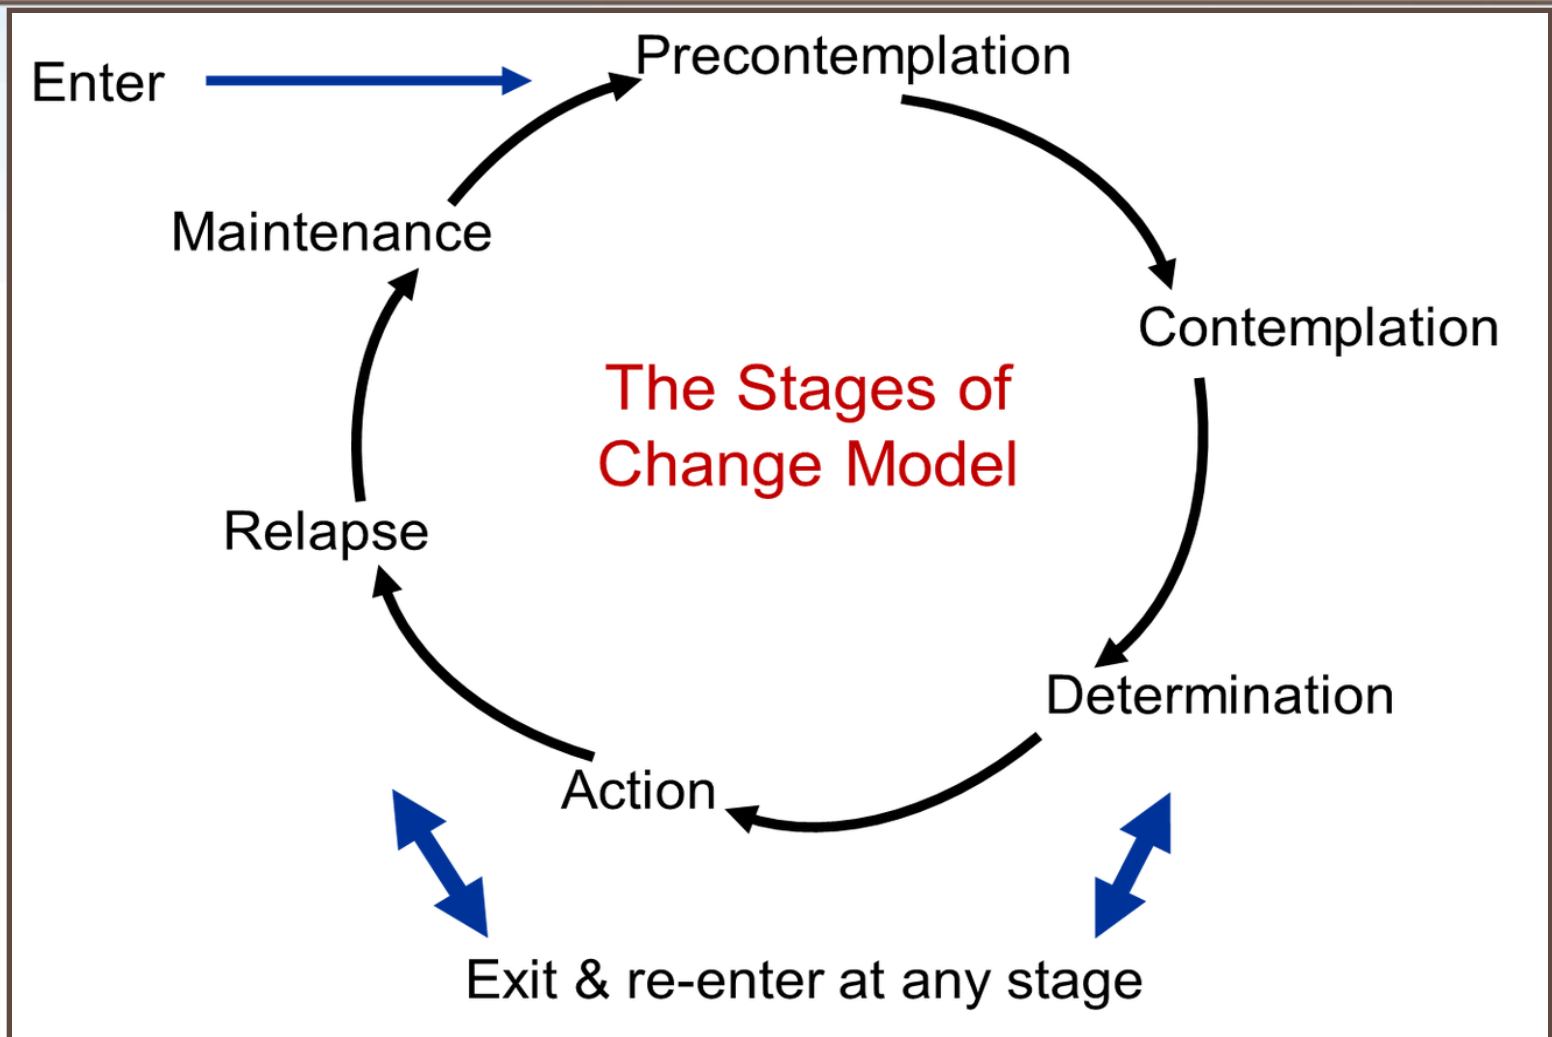 Enter
Precontemplation
Maintenance
Contemplation
The Stages of
Change Model
Relapse
Determination
Action
Exit & re-enter at any stage